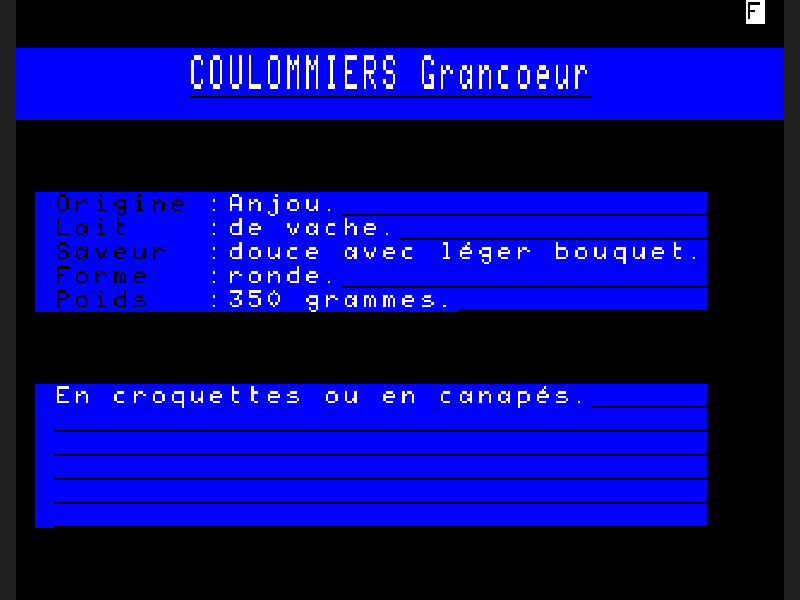 F
COULOMMIERS Grancoeur
Origine :Anjou.
Lait :de vache.
Saveur :douce avec léger bouquet.
Forme :ronde.
Poids :350 grammes.
En croquettes ou en canapés.